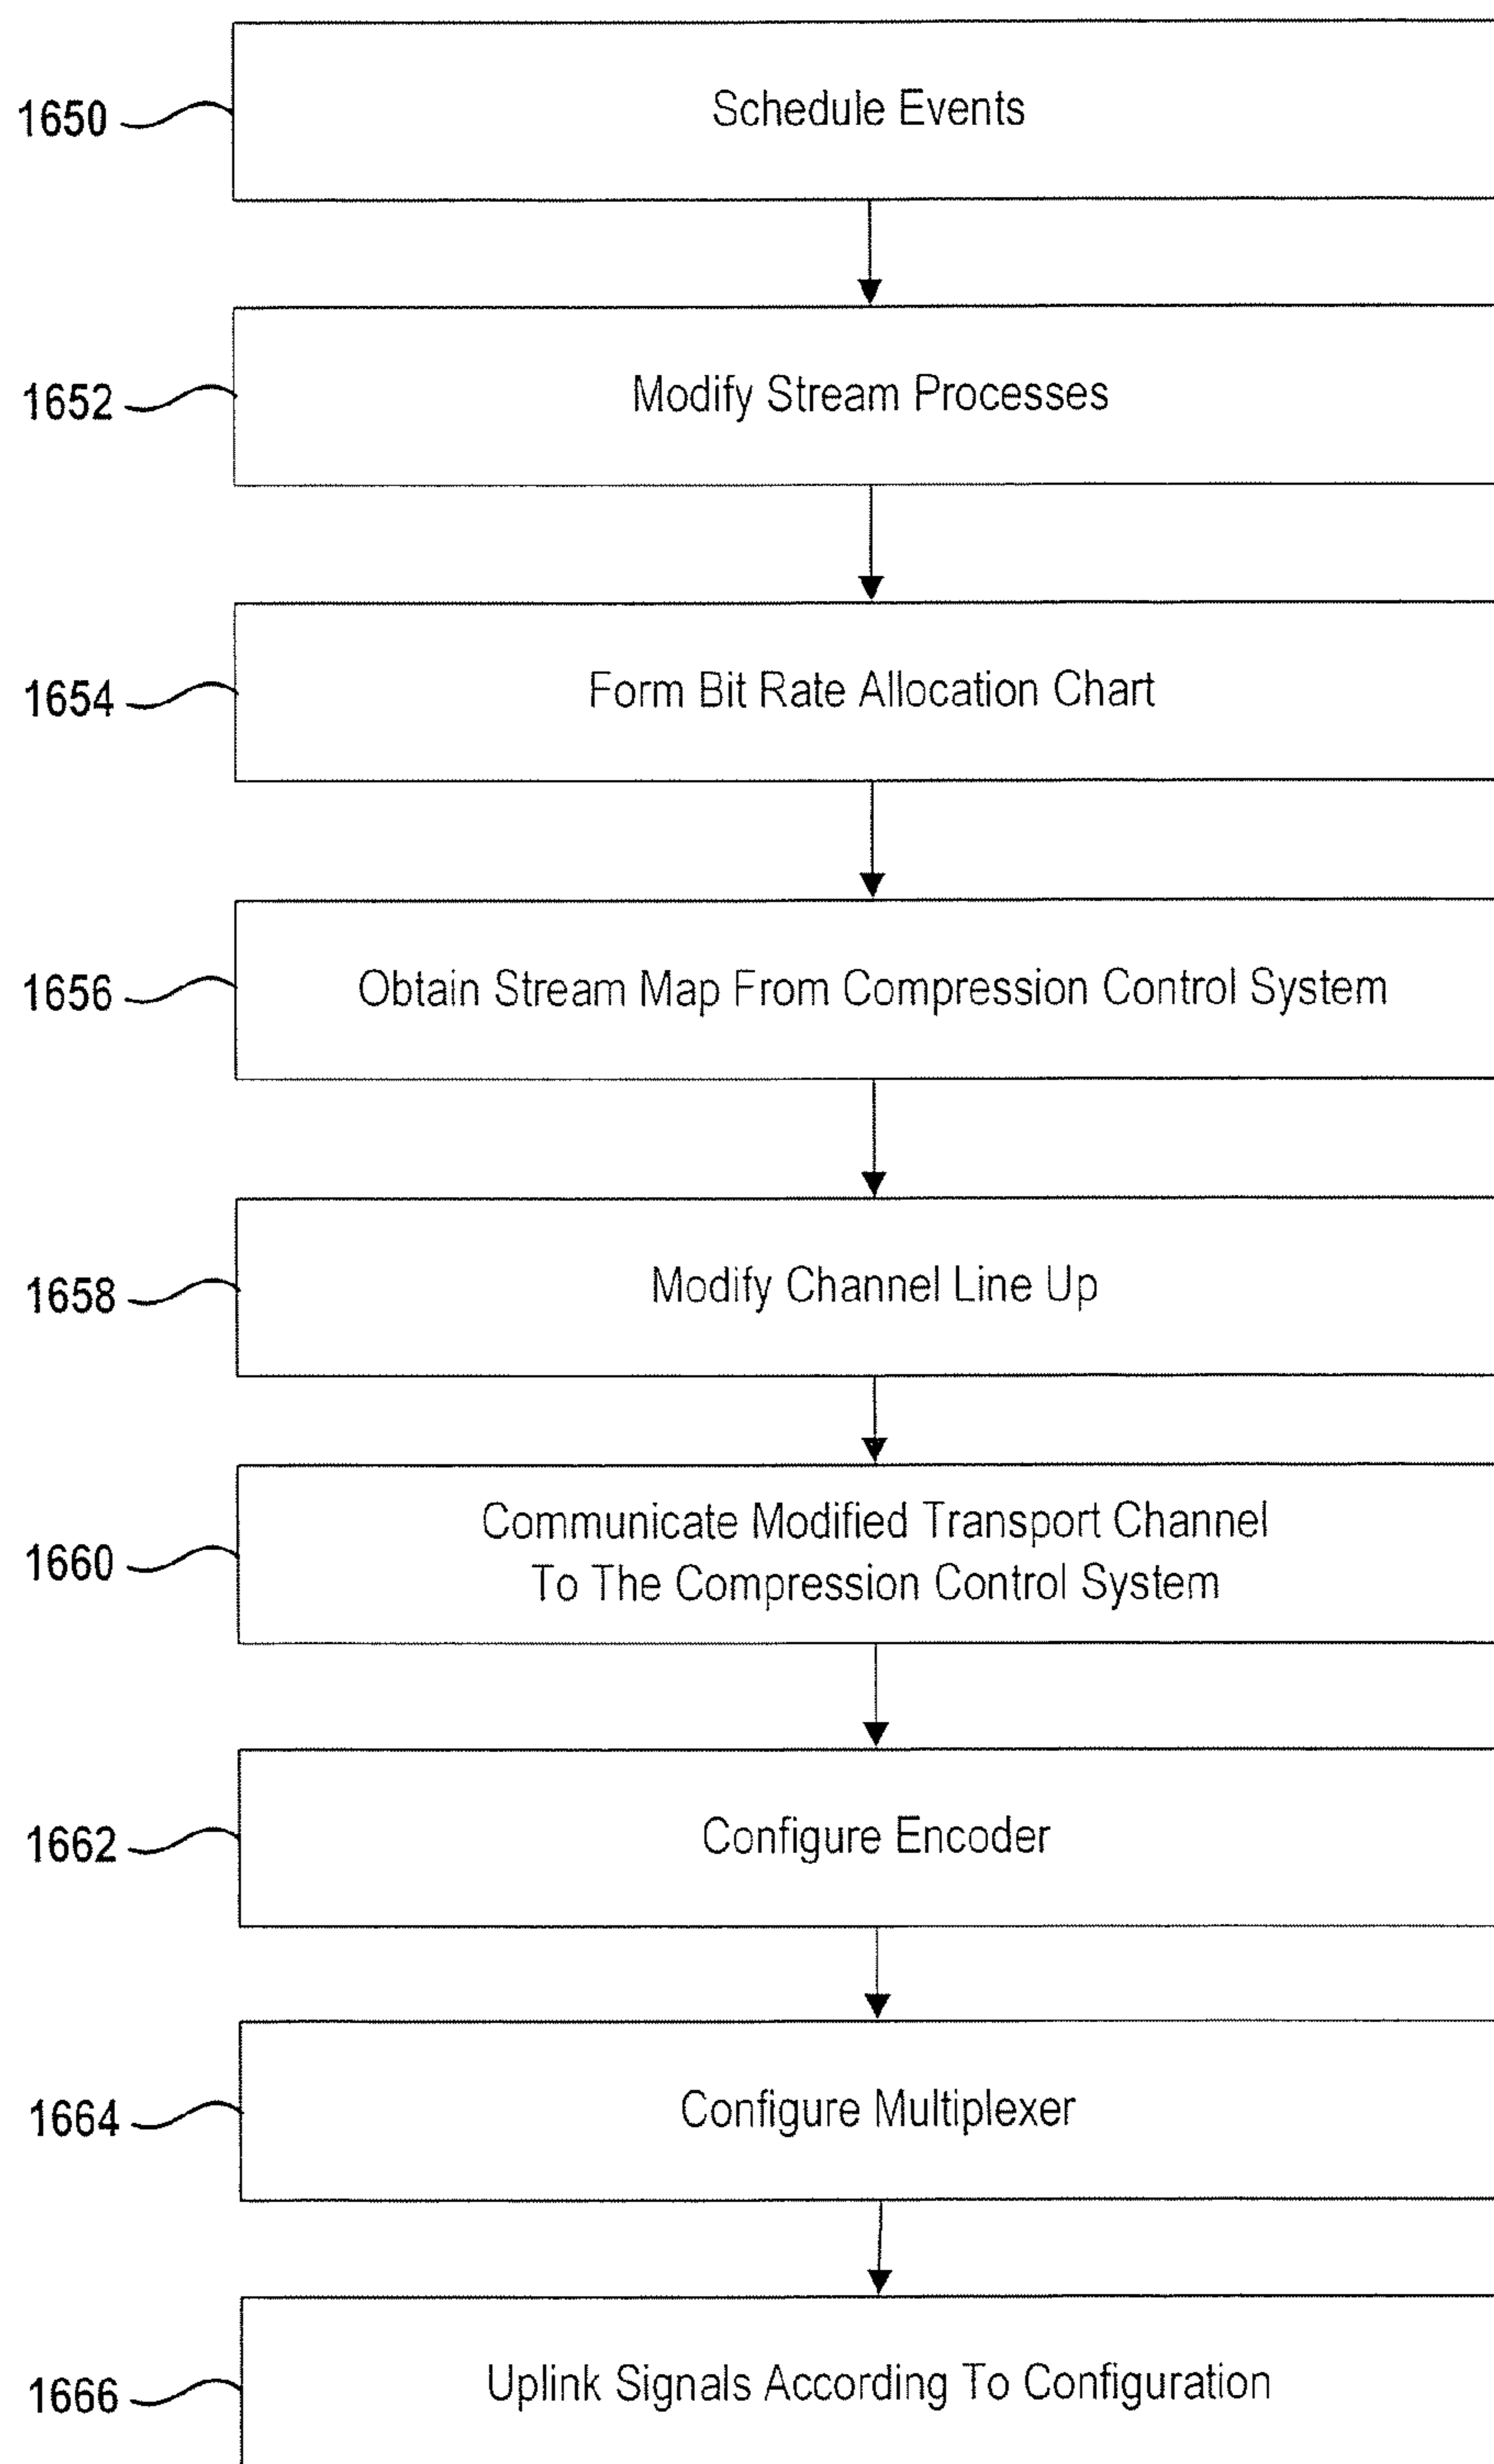 1650
Schedule Events
1652
Modify Stream Processes
1654
Form Bit Rate Allocation Chart
1656
Obtain Stream Map From Compression Control System
1658
Modify Channel Line Up
1660
Communicate Modified Transport Channel
To The Compression Control System
1662
Configure Encoder
1664
Configure Multiplexer
1666
Uplink Signals According To Configuration